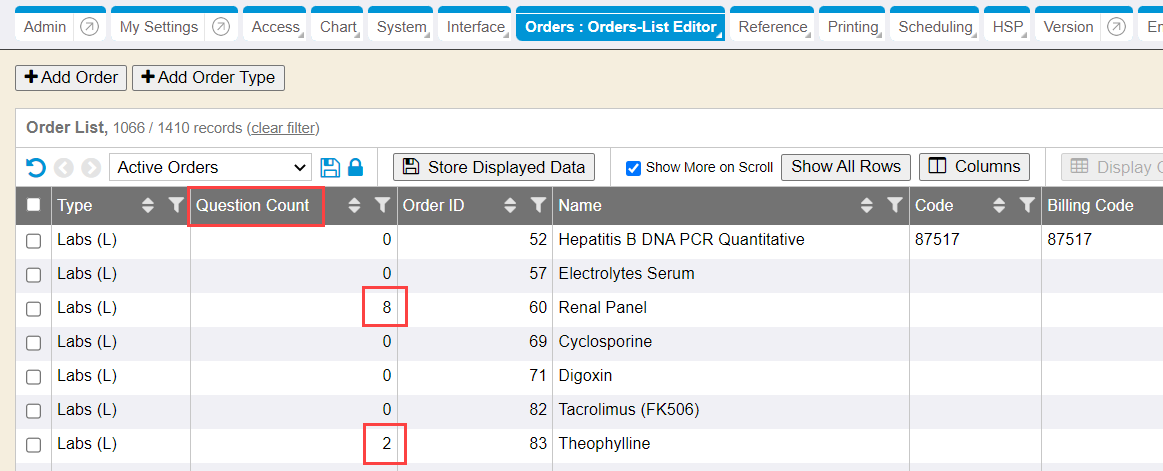 Admin My Settings Access Chart System Interface Orders : Orders-List Editor Reference Printing Scheduling HSP Version En
Add Order Add Order Type
Order List, 1066 / 1410 records (clear filter)
Active Orders Store Displayed Data Show More on Scroll Show All Rows Columns Display
Type Question Count Order ID Name Code Billing Code
Labs (L) 0 52 Hepatitis B DNA PCR Quantitative 87517 87517
Labs (L) 0 57 Electrolytes Serum
Labs (L) 8 60 Renal Panel
Labs (L) 0 69 Cyclosporine
Labs (L) 0 71 Digoxin
Labs (L) 0 82 Tacrolimus (FK506)
Labs (L) 2 83 Theophylline